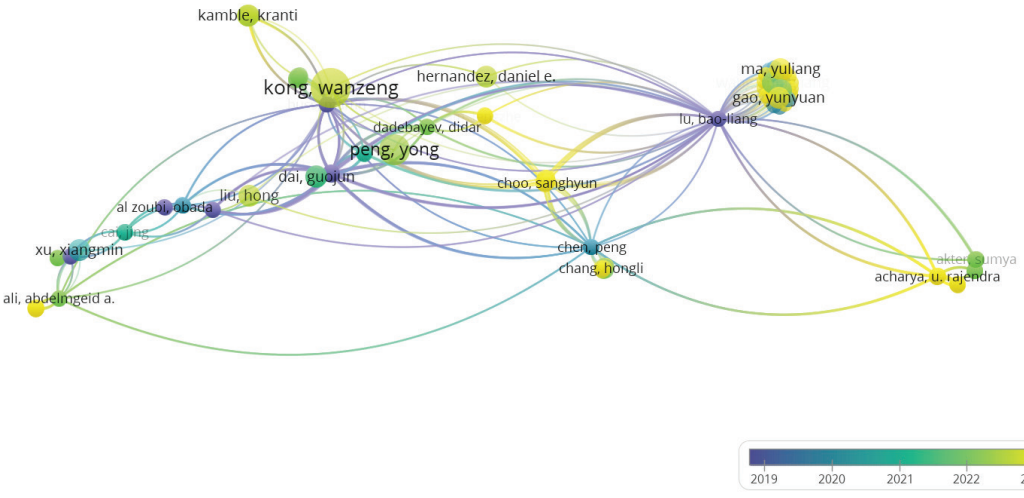 kamble, kranti
ma, yuliang
hernandez, daniel e.
kong, wanzeng
gao, yunyuan
lu, bao-liang
dadebayev, didar
peng, yong
dai, guojun
choo, sanghyun
liu, hong
al zoubi, obada
xu, xiangmin
chen, peng
akter, sumya
chang, hongli
acharya, u. rajendra
ali, abdelmgeid a.
2019 2020 2021 2022